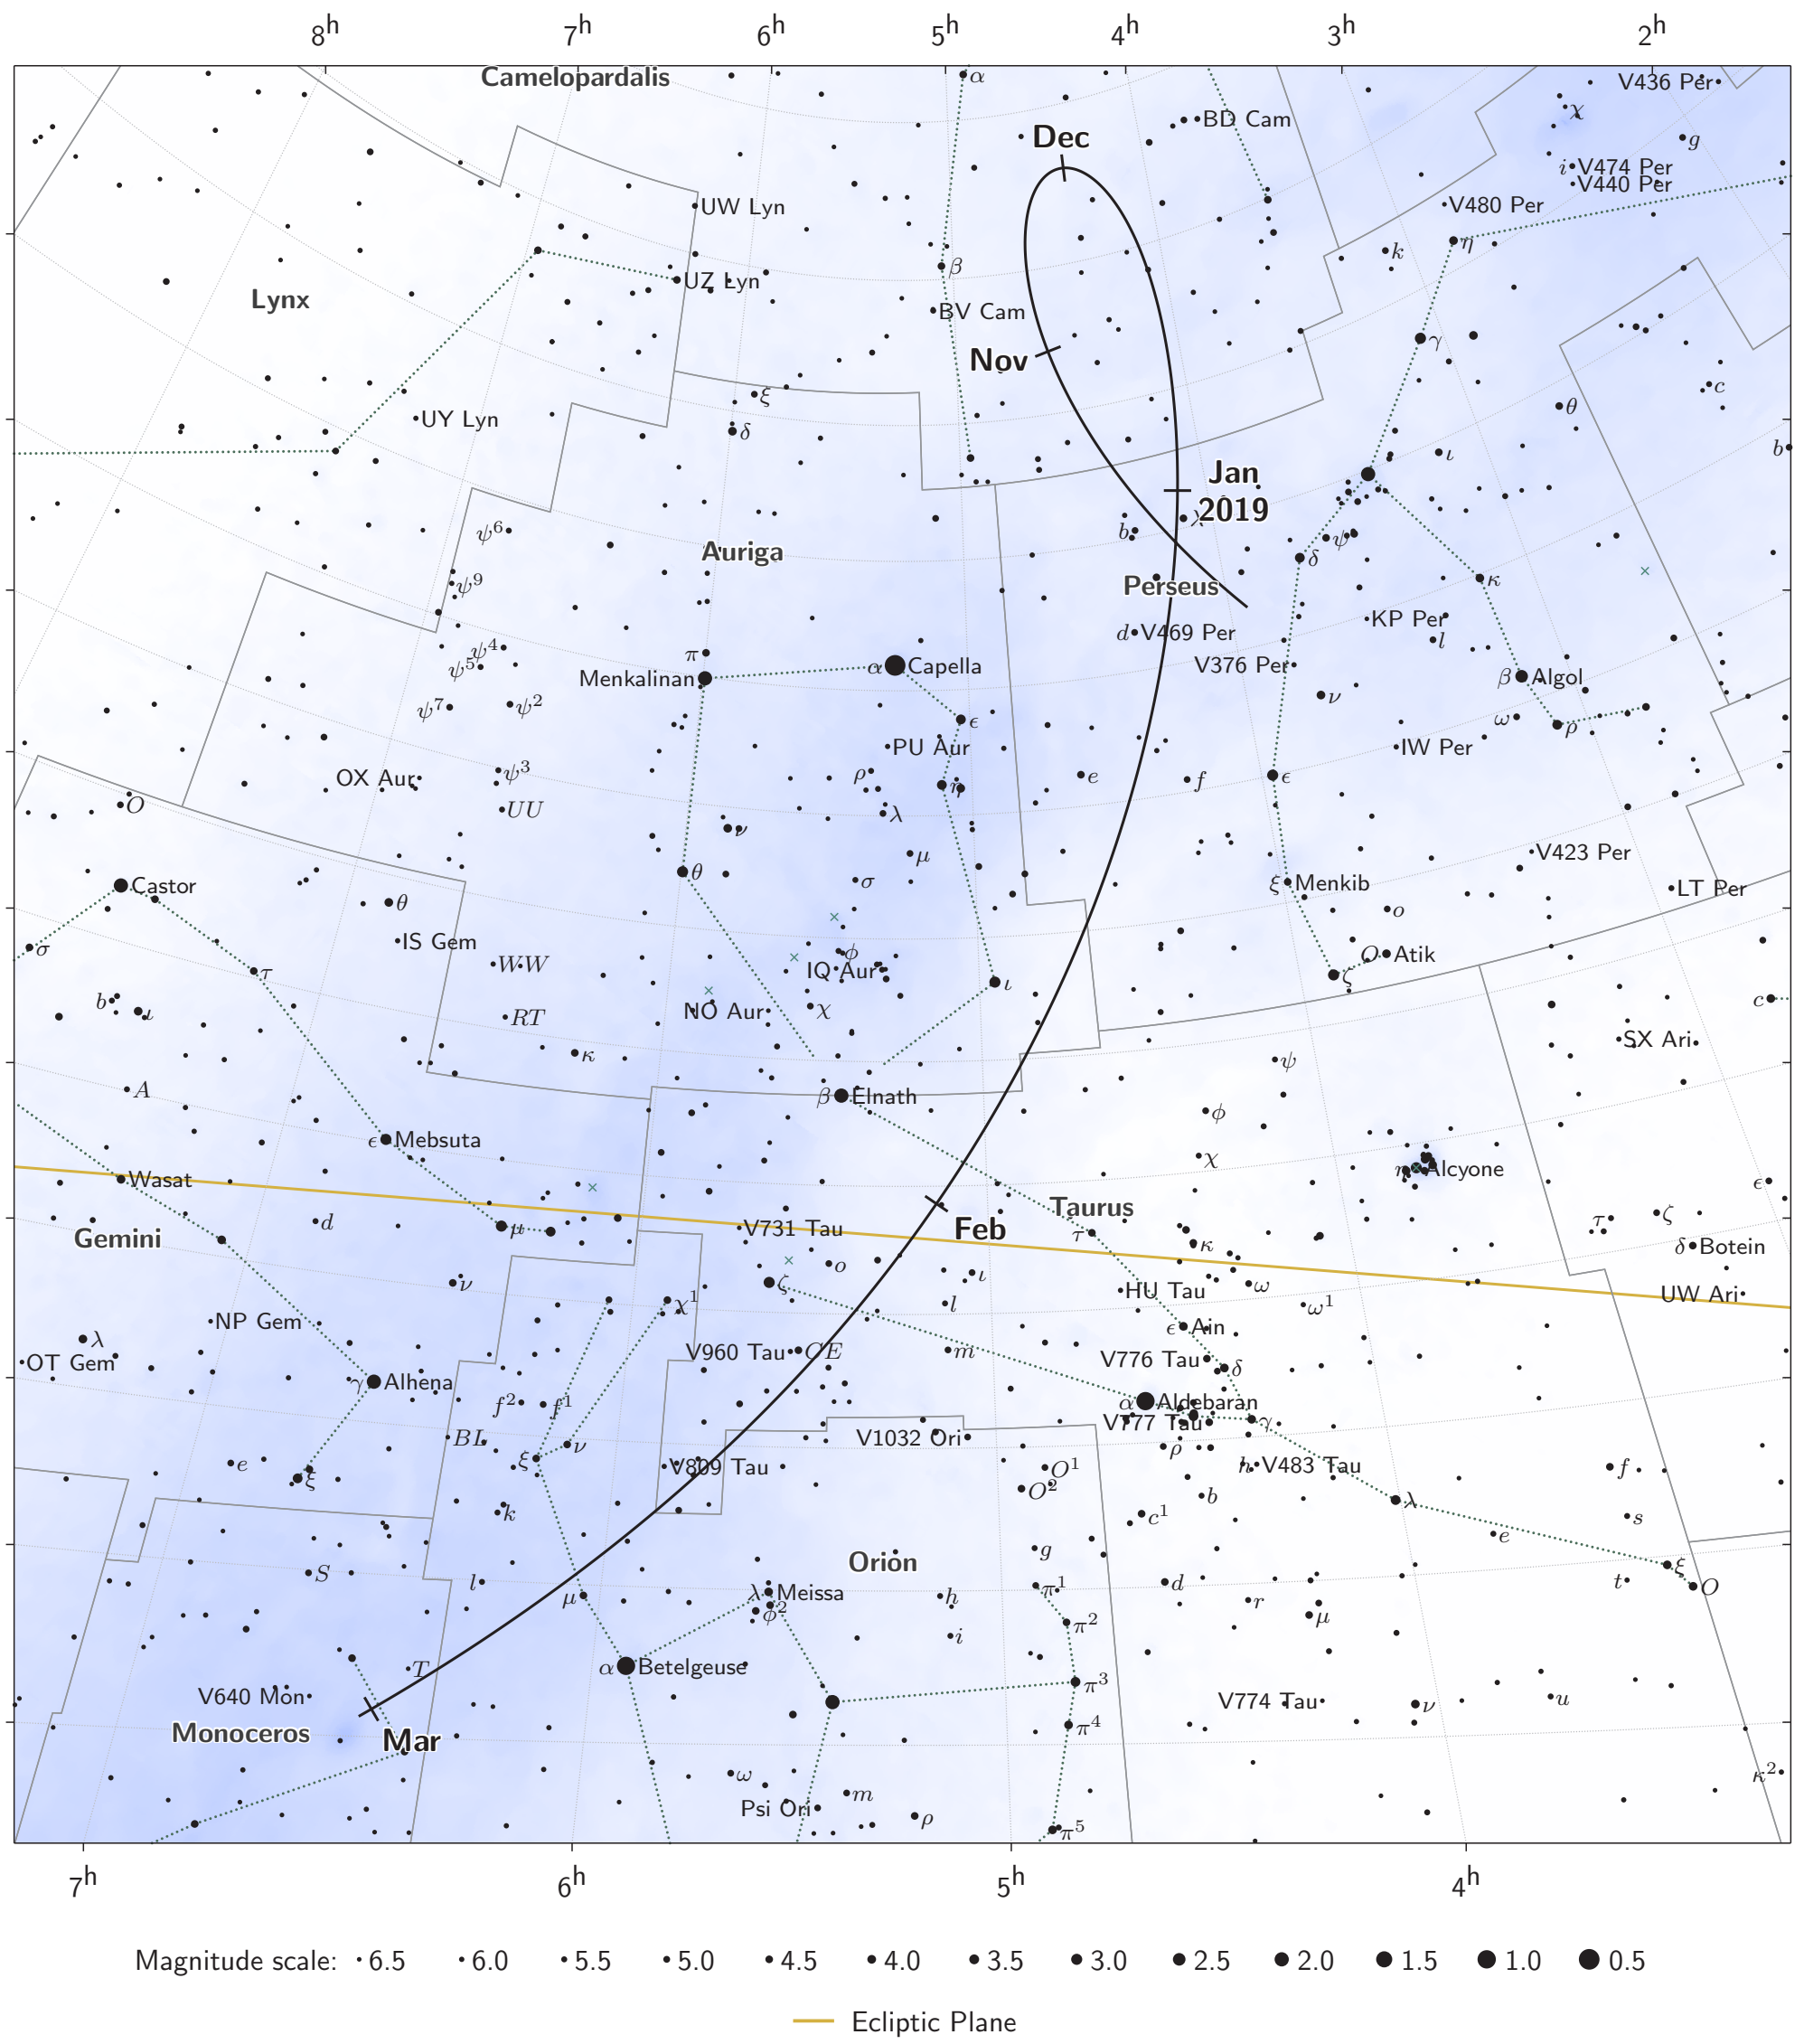 8h 7h 6h 5h 4h 3h 2h
Camelopardalis
α
V436 Per
χ
BD Cam
Dec
g
i V474 Per
V440 Per
UW Lyn
V480 Per
η
k
β
UZ Lyn
Lynx
BV Cam
γ
Nov
c
ξ
θ
UY Lyn
δ
b
ι
Jan
2019
λ
ψ⁶
b
ψ
Auriga
δ
ψ⁹
Perseus
κ
KP Per
d V469 Per
l
ψ⁴
π
ψ⁵
α Capella
V376 Per
Menkalinan
β Algol
ν
ψ⁷
ψ²
ϵ
ω
ρ
PU Aur
IW Per
ψ³
OX Aur
ρ
e
f
ϵ
η
O
UU
λ
ν
μ
V423 Per
θ
σ
ξ Menkib
Castor
LT Per
θ
o
IS Gem
σ
ϕ
O Atik
WW
IQ Aur
τ
ζ
ι
b
c
ι
RT
NO Aur
χ
SX Ari
κ
ψ
A
β Elnath
ϕ
ϵ Mebsuta
χ
η Alcyone
Wasat
ϵ
Taurus
d
μ
V731 Tau
Feb
τ
ζ
τ
Gemini
κ
δ Botein
o
ι
ν
ζ
HU Tau
ω
UW Ari
χ¹
l
ω¹
NP Gem
ϵ Ain
λ
V960 Tau CE
m
V776 Tau
OT Gem
δ
γ Alhena
f² f¹
α Aldebaran
V777 Tau
γ
BL
V1032 Ori
ν
ρ
ξ
e
V809 Tau
O¹
h V483 Tau
f
ξ
O²
b
λ
k
c¹
s
e
g
Orion
ξ
S
l
π¹
d
t
O
λ Meissa
μ
h
r
ϕ²
μ
π²
i
T
α Betelgeuse
π³
V640 Mon
V774 Tau
ν
u
Monoceros
Mar
π⁴
ω
κ²
m
Psi Ori
ρ
π⁵
7h 6h 5h 4h
Magnitude scale: 6.5 6.0 5.5 5.0 4.5 4.0 3.5 3.0 2.5 2.0 1.5 1.0 0.5
Ecliptic Plane